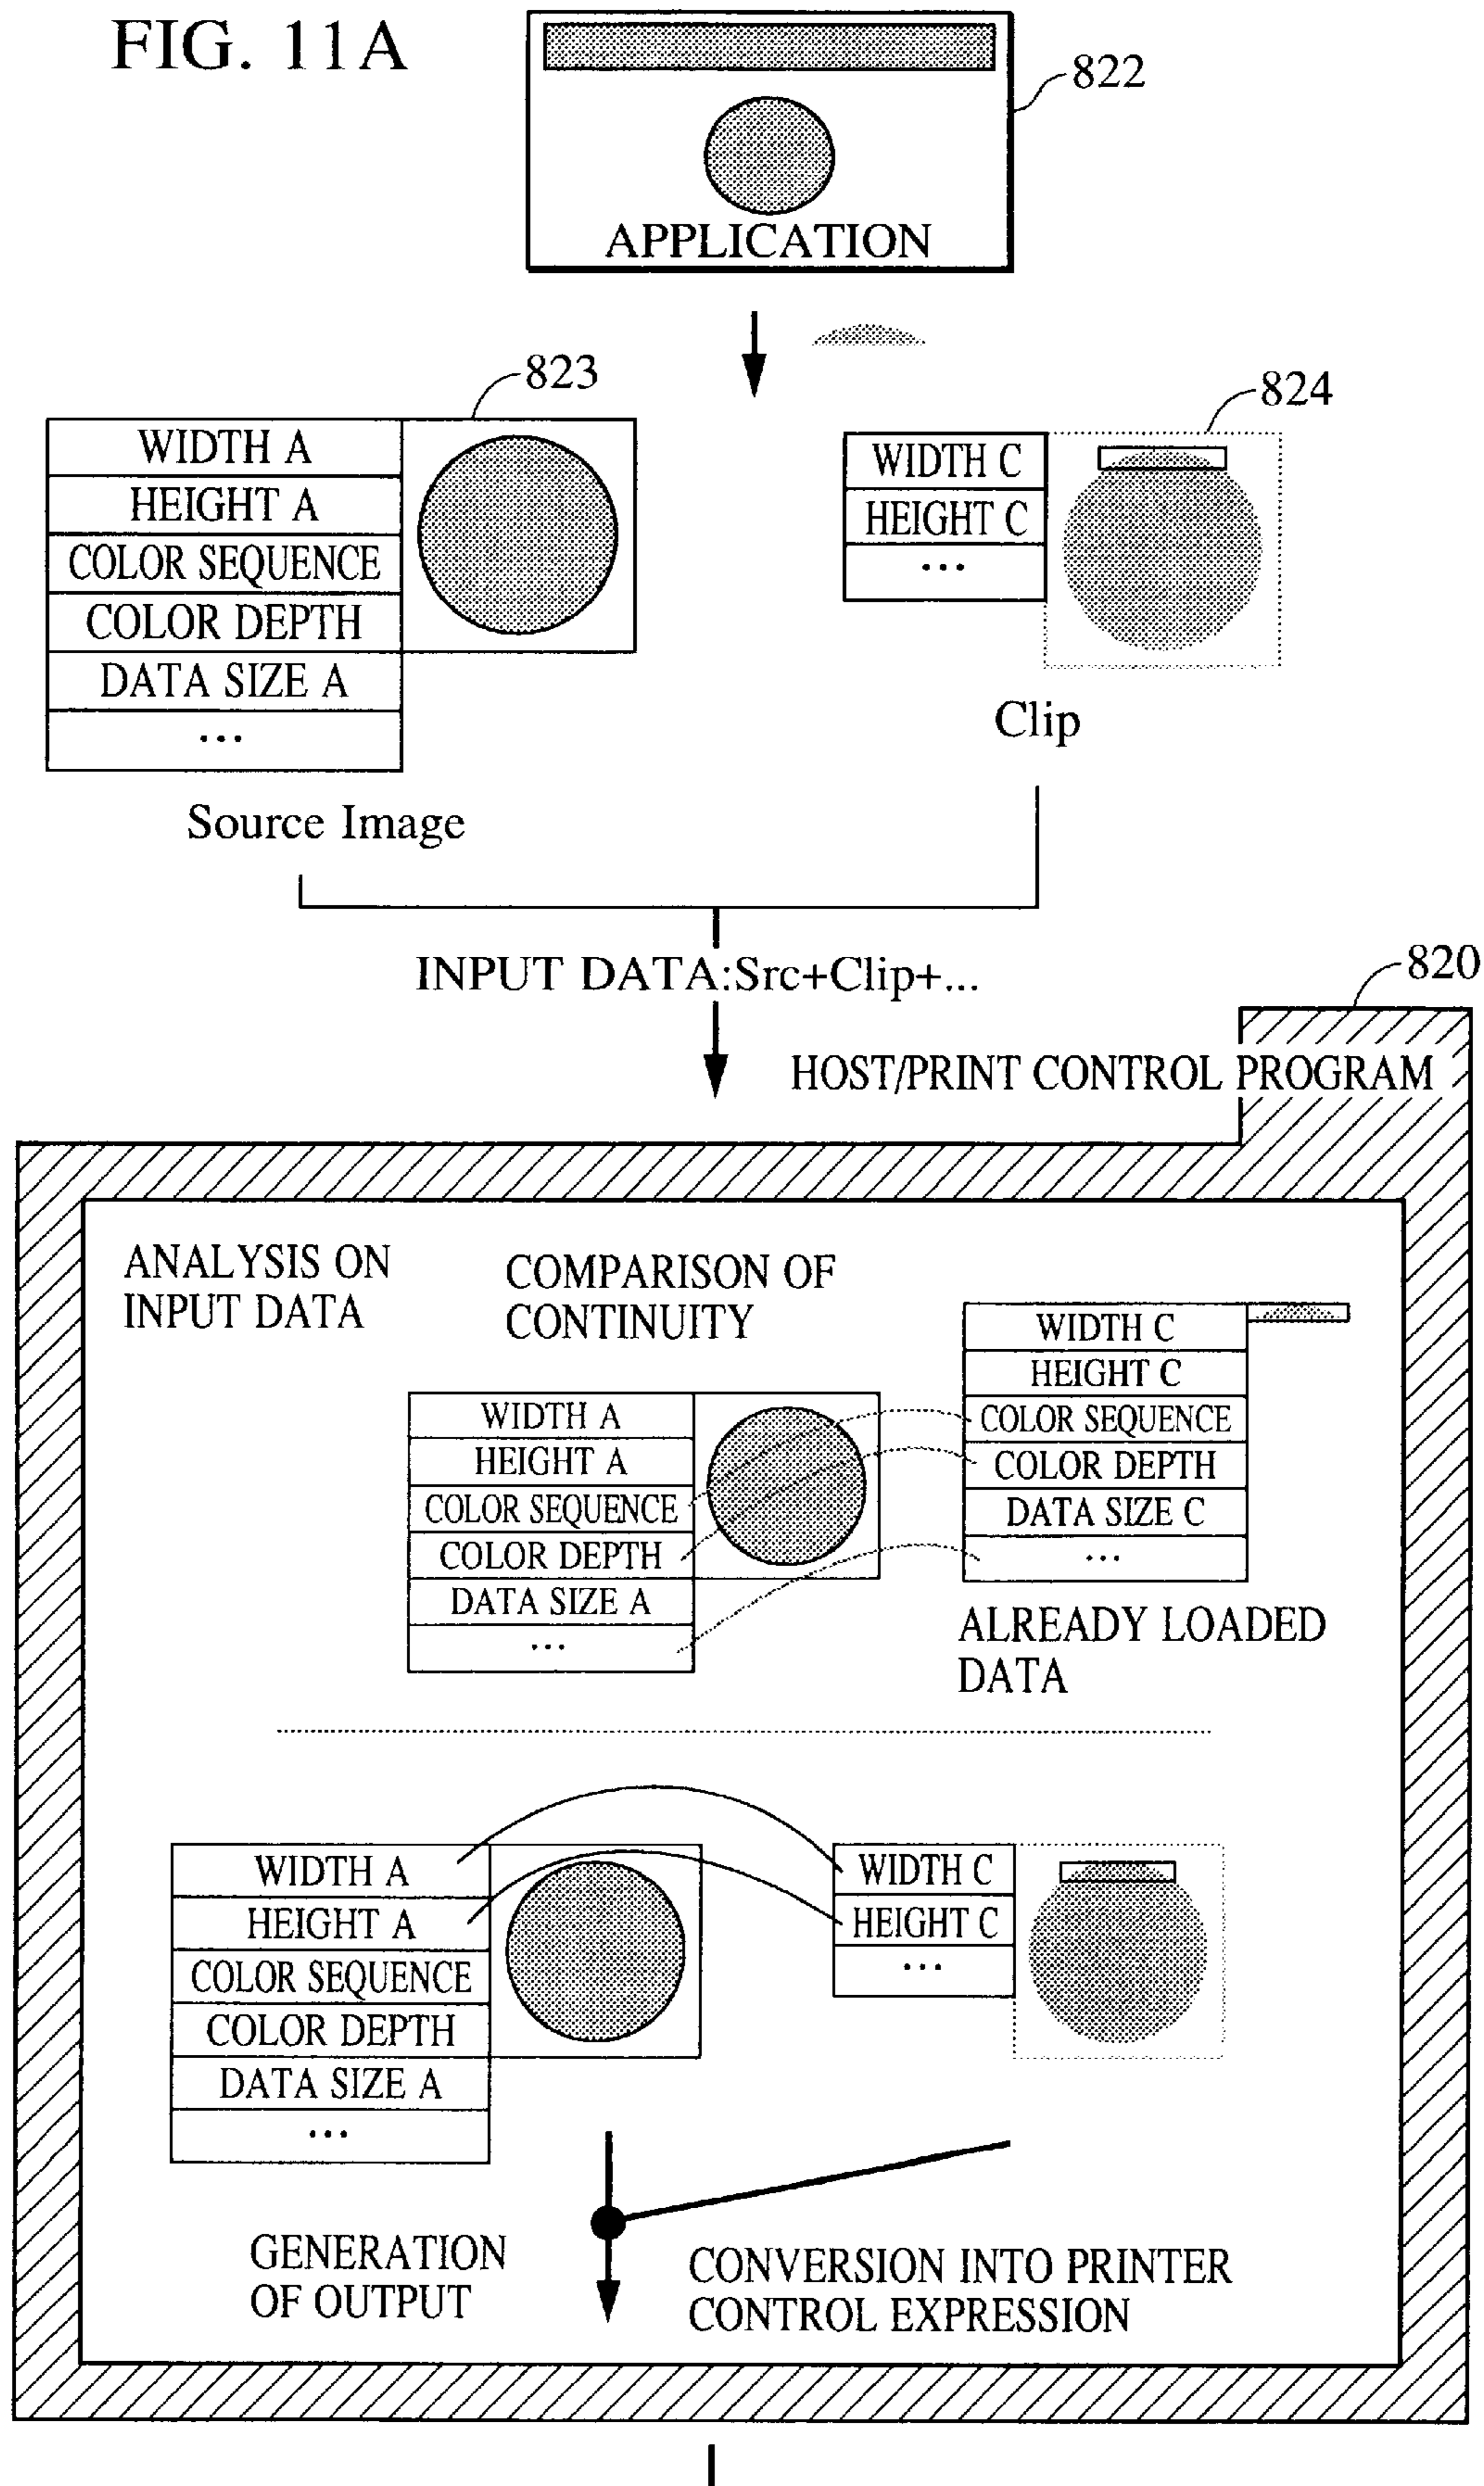 FIG. 11A
822
APPLICATION
823
WIDTH A
HEIGHT A
COLOR SEQUENCE
COLOR DEPTH
DATA SIZE A
...
Source Image
824
WIDTH C
HEIGHT C
...
Clip
INPUT DATA:Src+Clip+...
820
HOST/PRINT CONTROL PROGRAM
ANALYSIS ON
INPUT DATA
COMPARISON OF
CONTINUITY
WIDTH A
HEIGHT A
COLOR SEQUENCE
COLOR DEPTH
DATA SIZE A
...
WIDTH C
HEIGHT C
COLOR SEQUENCE
COLOR DEPTH
DATA SIZE C
...
ALREADY LOADED
DATA
WIDTH A
HEIGHT A
COLOR SEQUENCE
COLOR DEPTH
DATA SIZE A
...
WIDTH C
HEIGHT C
...
GENERATION
OF OUTPUT
CONVERSION INTO PRINTER
CONTROL EXPRESSION